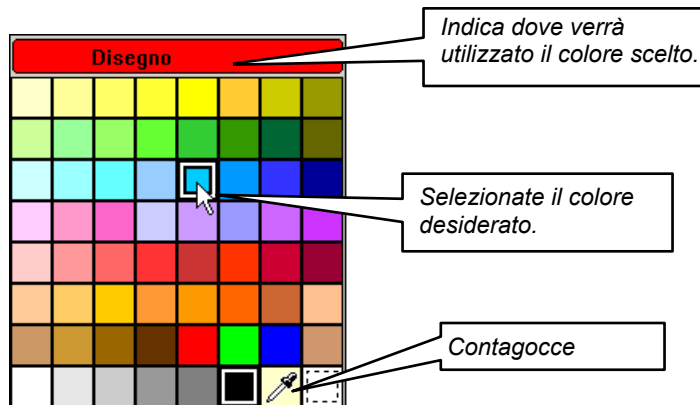 Disegno
Indica dove verrà
utilizzato il colore scelto.
Selezionate il colore
desiderato.
Contagocce